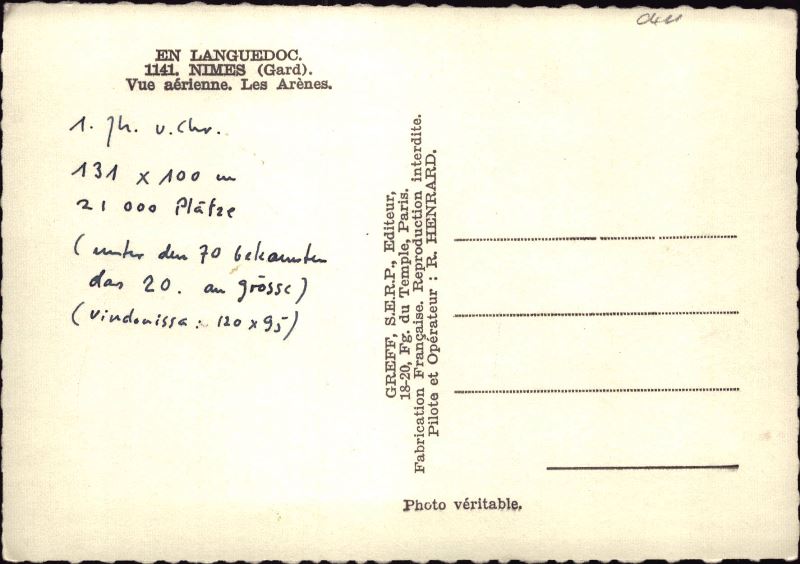 EN LANGUEDOC.
1141. NIMES (Gard).
Vue aérienne. Les Arènes.
1. Jh. v. Chr.
131 x 100 m
21 000 Plätze
(unter den 70 bekannten
das 20. an grösse)
(Vindonissa: 120 x 95)
GREFF, S.E.R.P., Editeur,
18-20, Fg. du Temple, Paris.
Fabrication Française. Reproduction interdite.
Pilote et Opérateur : R. HENRARD.
Photo véritable.